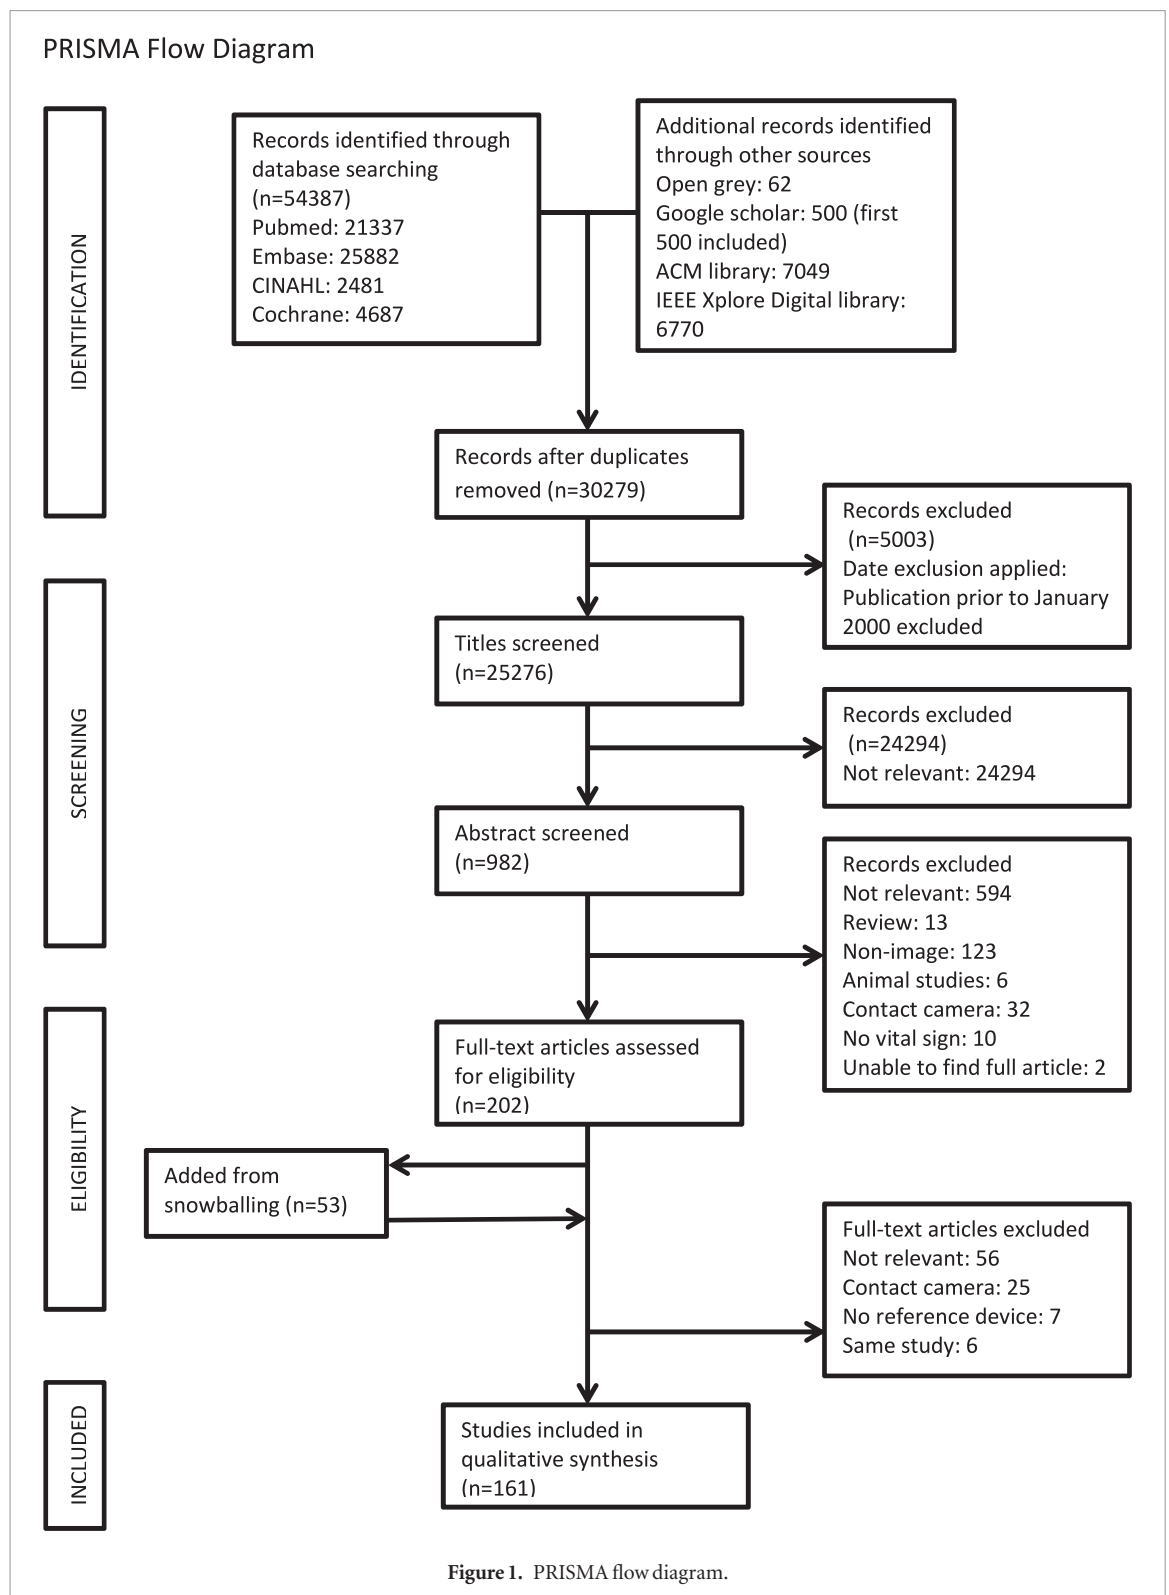 PRISMA Flow Diagram
IDENTIFICATION
Records identified through
database searching
(n=54387)
Pubmed: 21337
Embase: 25882
CINAHL: 2481
Cochrane: 4687
Additional records identified
through other sources
Open grey: 62
Google scholar: 500 (first
500 included)
ACM library: 7049
IEEE Xplore Digital library:
6770
Records after duplicates
removed (n=30279)
Records excluded
(n=5003)
Date exclusion applied:
Publication prior to January
2000 excluded
SCREENING
Titles screened
(n=25276)
Records excluded
(n=24294)
Not relevant: 24294
Abstract screened
(n=982)
Records excluded
Not relevant: 594
Review: 13
Non-image: 123
Animal studies: 6
Contact camera: 32
No vital sign: 10
Unable to find full article: 2
ELIGIBILITY
Full-text articles assessed
for eligibility
(n=202)
Added from
snowballing (n=53)
Full-text articles excluded
Not relevant: 56
Contact camera: 25
No reference device: 7
Same study: 6
INCLUDED
Studies included in
qualitative synthesis
(n=161)
Figure 1. PRISMA flow diagram.